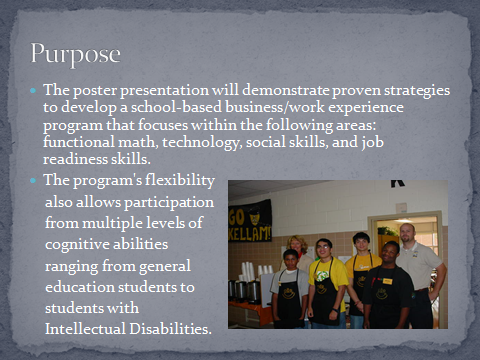 Purpose
The poster presentation will demonstrate proven strategies
to develop a school-based business/work experience
program that focuses within the following areas:
functional math, technology, social skills, and job
readiness skills.
The program's flexibility
also allows participation
from multiple levels of
cognitive abilities
ranging from general
education students to
students with
Intellectual Disabilities.
GO
KELLAM!